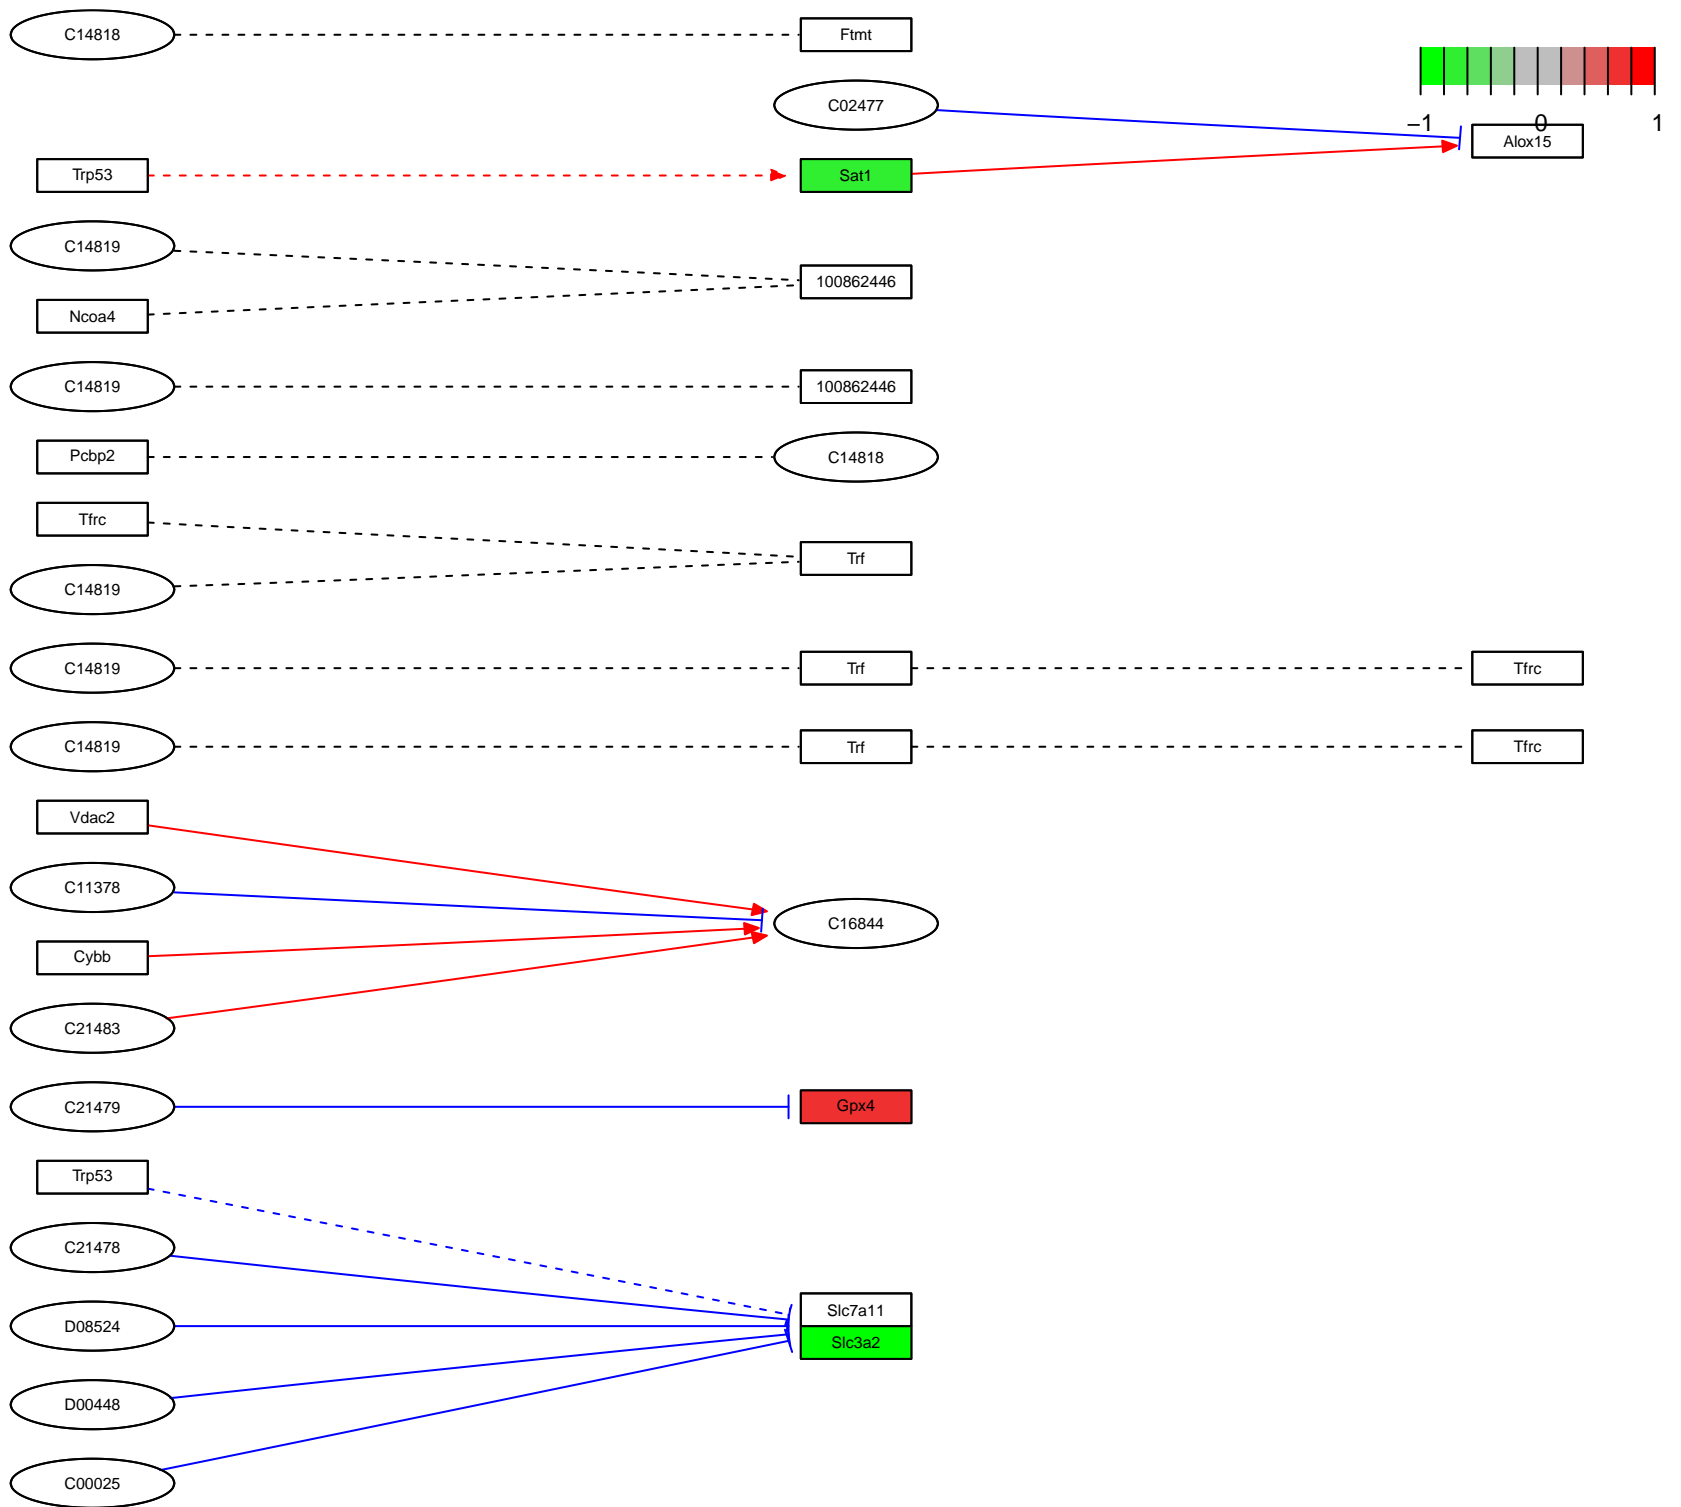 C14818
Ftmt
C02477
−1
0
1
Alox15
Trp53
Sat1
C14819
100862446
Ncoa4
C14819
100862446
Pcbp2
C14818
Tfrc
Trf
C14819
C14819
Trf
Tfrc
C14819
Trf
Tfrc
Vdac2
C11378
C16844
Cybb
C21483
C21479
Gpx4
Trp53
C21478
Slc7a11
D08524
Slc3a2
D00448
C00025